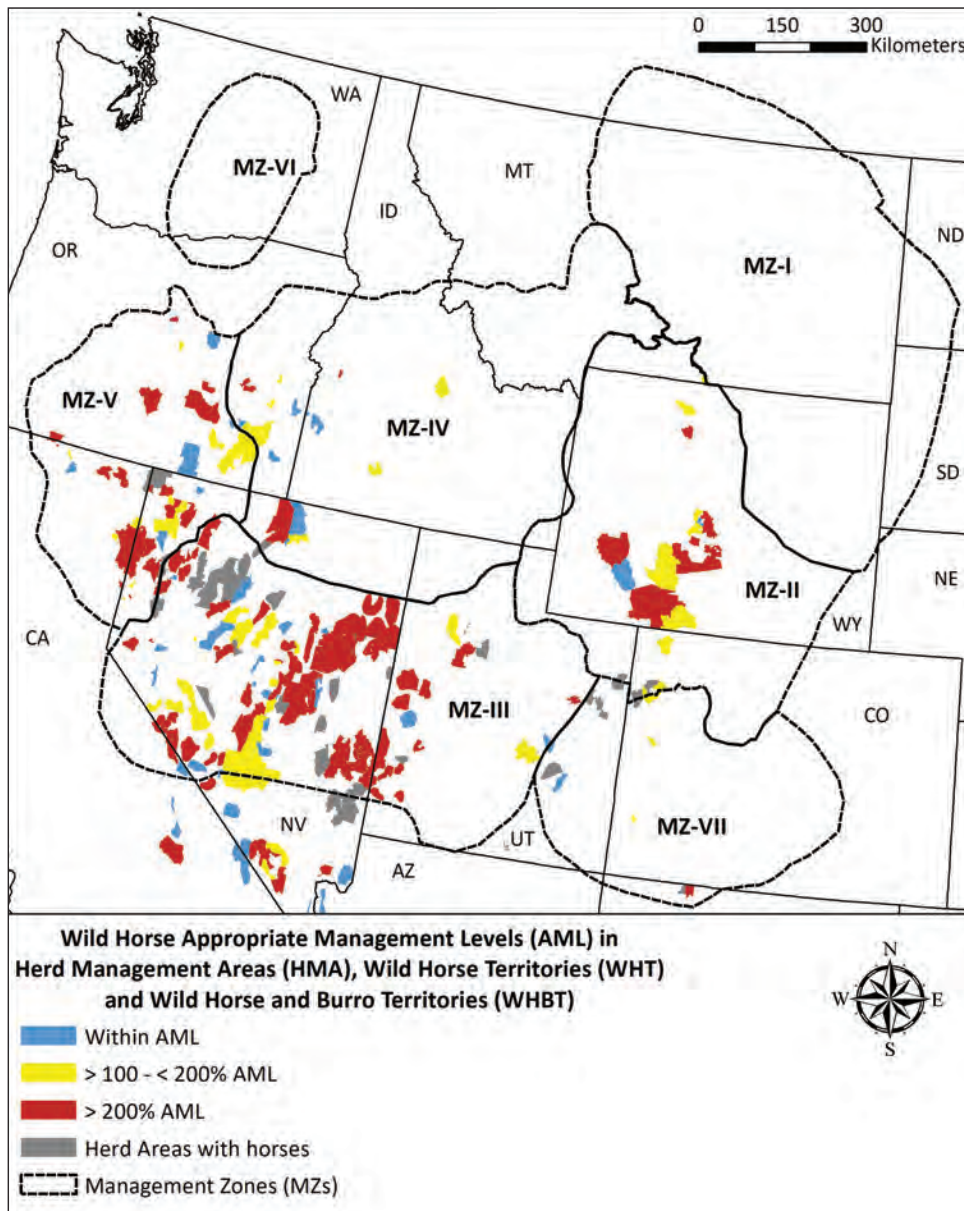 0 150 300
Kilometers
WA
MZ-VI
MT
ID
ND
OR
MZ-I
MZ-V
MZ-IV
SD
NE
MZ-II
WY
CA
MZ-III
CO
MZ-VII
NV
UT
AZ
Wild Horse Appropriate Management Levels (AML) in
Herd Management Areas (HMA), Wild Horse Territories (WHT)
and Wild Horse and Burro Territories (WHBT)
N
W E
S
Within AML
> 100 - < 200% AML
> 200% AML
Herd Areas with horses
Management Zones (MZs)